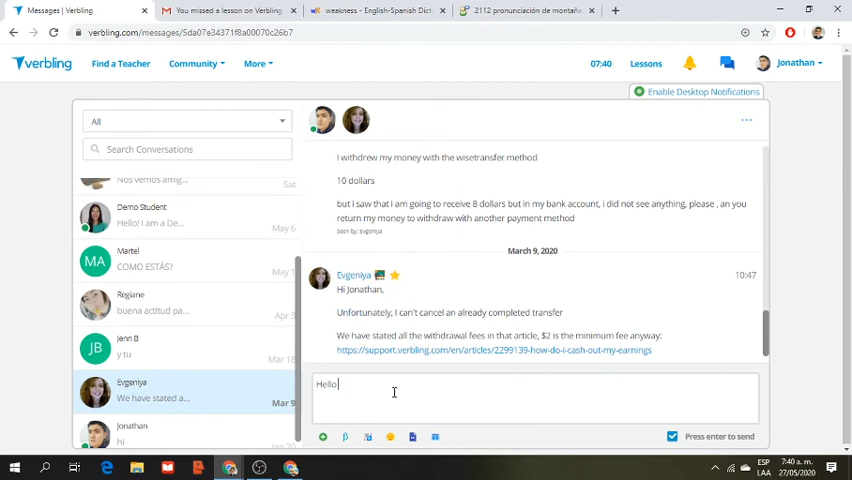 Messages | Verbling
You missed a lesson on Verbling
weakness - English-Spanish Dict
2112 pronunciación de montaña
verbling.com/messages/5da07e34371f8a00070c26b7
verbling
Find a Teacher
Community
More
07:40
Lessons
Jonathan
Enable Desktop Notifications
All
Search Conversations
Nos vemos amig...
Sat
Demo Student
Hello! I am a De...
May 6
MA
Martel
COMO ESTÁS?
May 1
Regiane
buena actitud pa...
Apr 3
JB
Jenn B
y tu
Mar 18
Evgeniya
We have stated a...
Mar 9
Jonathan
hi
Jan 20
I withdrew my money with the wisetransfer method
10 dollars
but i saw that i am going to receive 8 dollars but in my bank account, i did not see anything, please , an you
return my money to withdraw with another payment method
Seen by: Evgeniya
March 9, 2020
Evgeniya
10:47
Hi Jonathan,
Unfortunately, I can't cancel an already completed transfer
We have stated all the withdrawal fees in that article, $2 is the minimum fee anyway:
https://support.verbling.com/en/articles/2299139-how-do-i-cash-out-my-earnings
Hello
Press enter to send
ESP
LAA
7:40 a. m.
27/05/2020